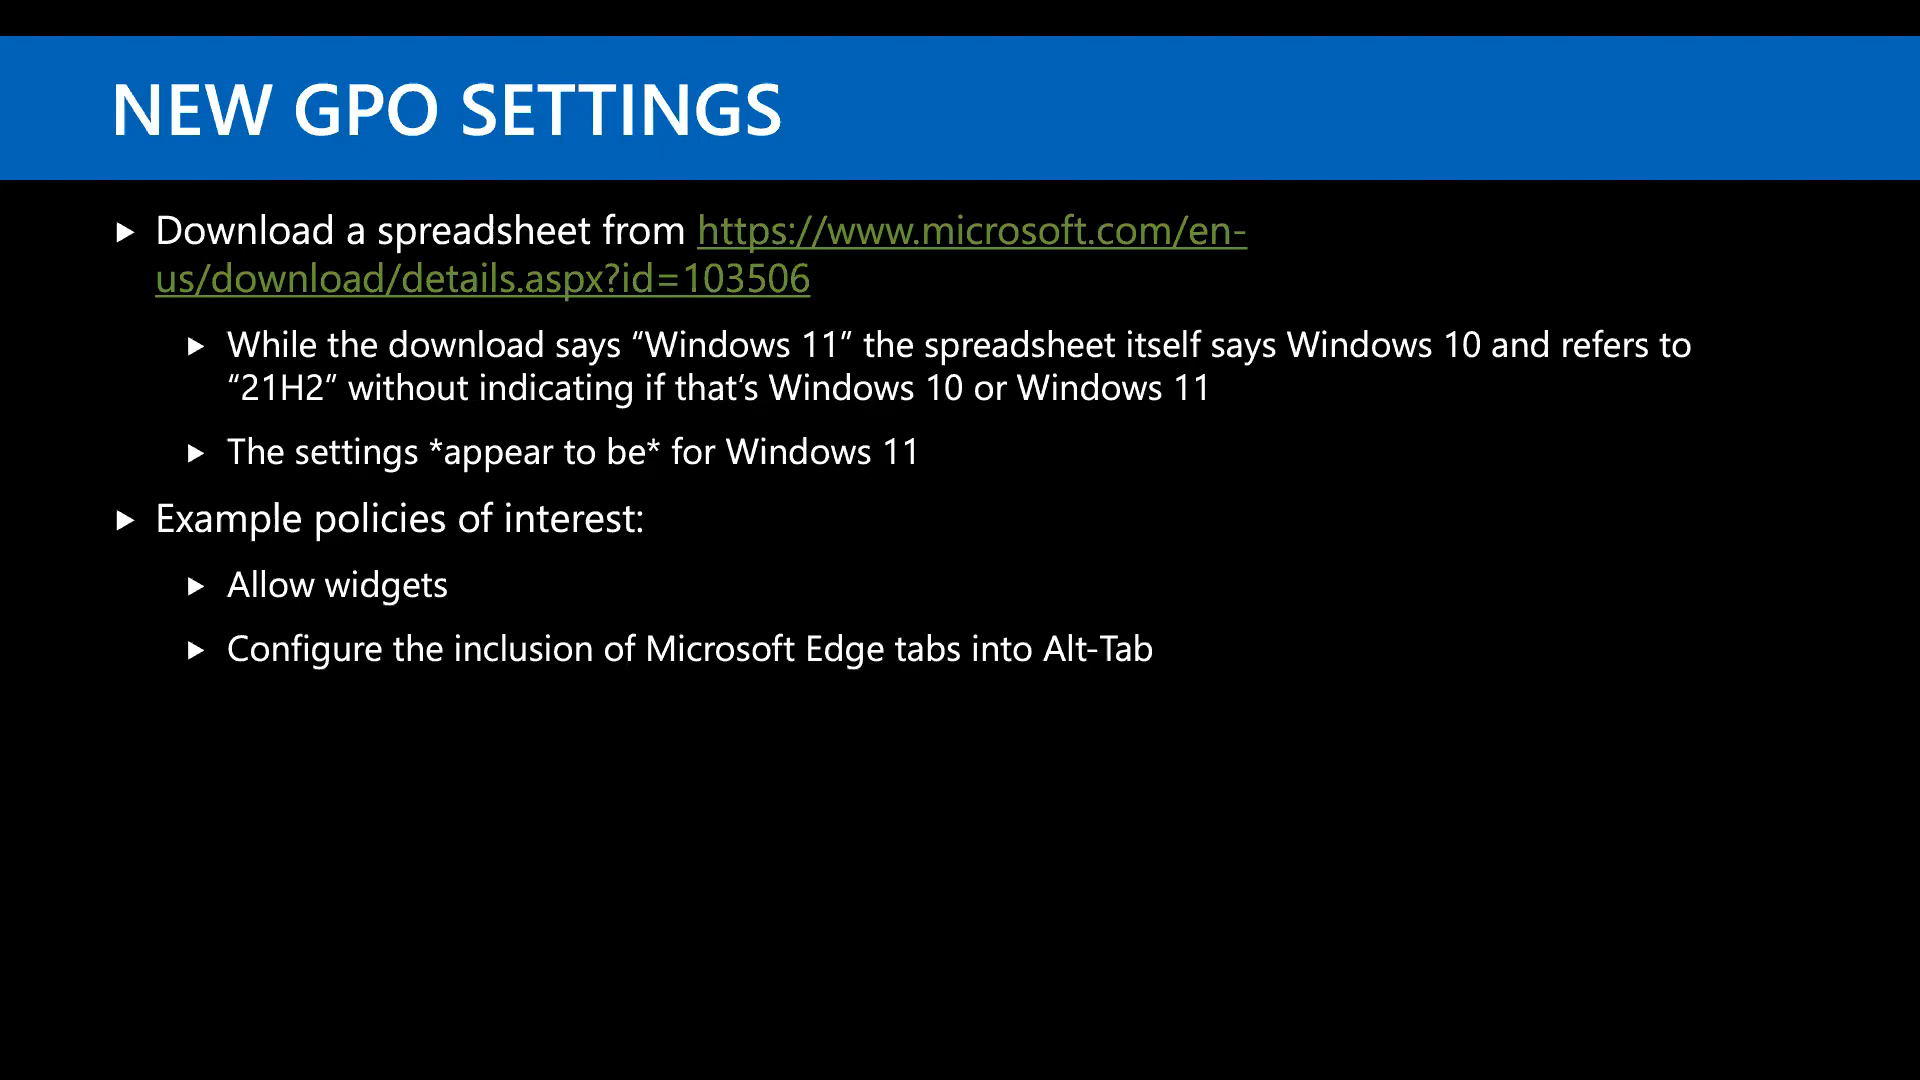 NEW GPO SETTINGS
Download a spreadsheet from https://www.microsoft.com/en-
us/download/details.aspx?id=103506
While the download says “Windows 11” the spreadsheet itself says Windows 10 and refers to
“21H2” without indicating if that’s Windows 10 or Windows 11
The settings *appear to be* for Windows 11
Example policies of interest:
Allow widgets
Configure the inclusion of Microsoft Edge tabs into Alt-Tab